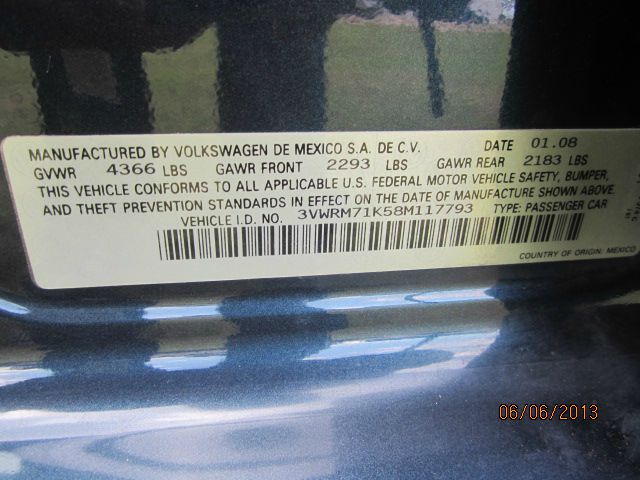 MANUFACTURED BY VOLKSWAGEN DE MEXICO S.A. DE C.V. DATE 01.08
GVWR 4366 LBS GAWR FRONT 2293 LBS GAWR REAR 2183 LBS
THIS VEHICLE CONFORMS TO ALL APPLICABLE U.S. FEDERAL MOTOR VEHICLE SAFETY, BUMPER,
AND THEFT PREVENTION STANDARDS IN EFFECT ON THE DATE OF MANUFACTURE SHOWN ABOVE.
VEHICLE I.D. NO. 3VWRM71K58M117793 TYPE: PASSENGER CAR
COUNTRY OF ORIGIN: MEXICO
06/06/2013